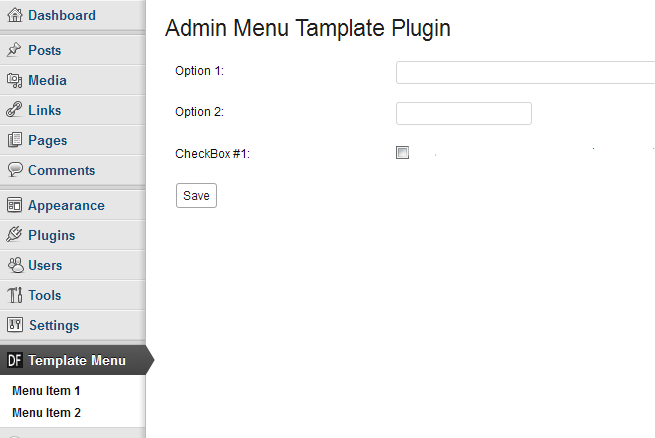 Dashboard
Posts
Media
Links
Pages
Comments
Appearance
Plugins
Users
Tools
Settings
DF Template Menu
Menu Item 1
Menu Item 2
Admin Menu Tamplate Plugin
Option 1:
Option 2:
CheckBox #1:
Save